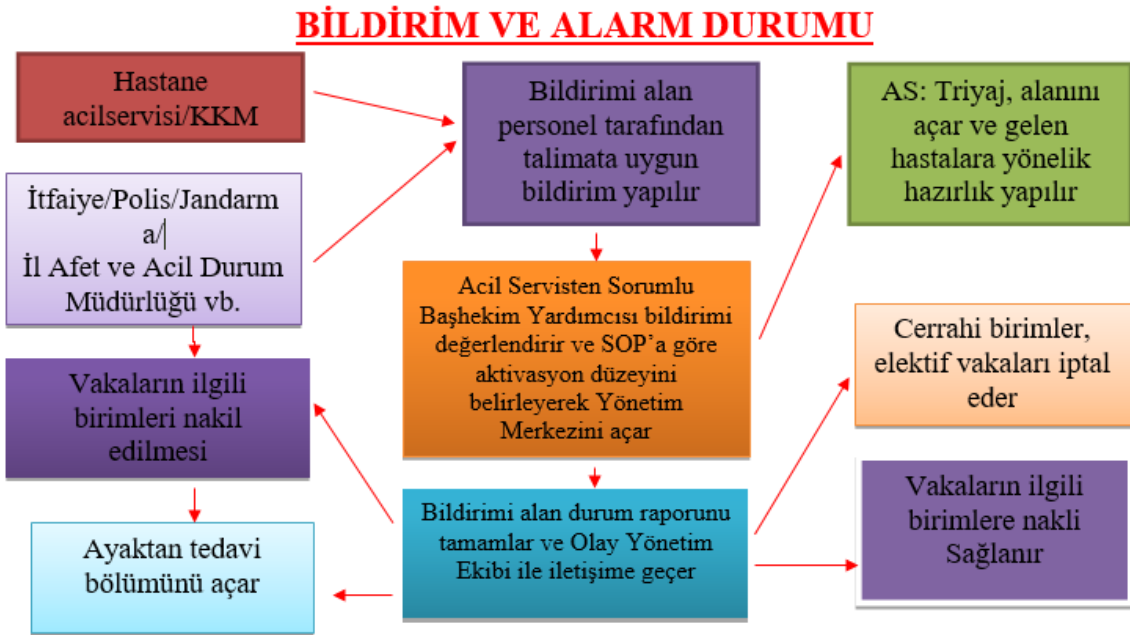 BİLDİRİM VE ALARM DURUMU
Hastane
acilservisi/KKM
İtfaiye/Polis/Jandarm
a/
İl Afet ve Acil Durum
Müdürlüğü vb.
Vakaların ilgili
birimleri nakil
edilmesi
Ayaktan tedavi
bölümünü açar
Bildirimi alan
personel tarafından
talimata uygun
bildirim yapılır
Acil Servisten Sorumlu
Başhekim Yardımcısı bildirimi
değerlendirir ve SOP’a göre
aktivasyon düzeyini
belirleyerek Yönetim
Merkezini açar
Bildirimi alan durum raporunu
tamamlar ve Olay Yönetim
Ekibi ile iletişime geçer
AS: Triyaj, alanını
açar ve gelen
hastalara yönelik
hazırlık yapılır
Cerrahi birimler,
elektif vakaları iptal
eder
Vakaların ilgili
birimlere nakli
Sağlanır